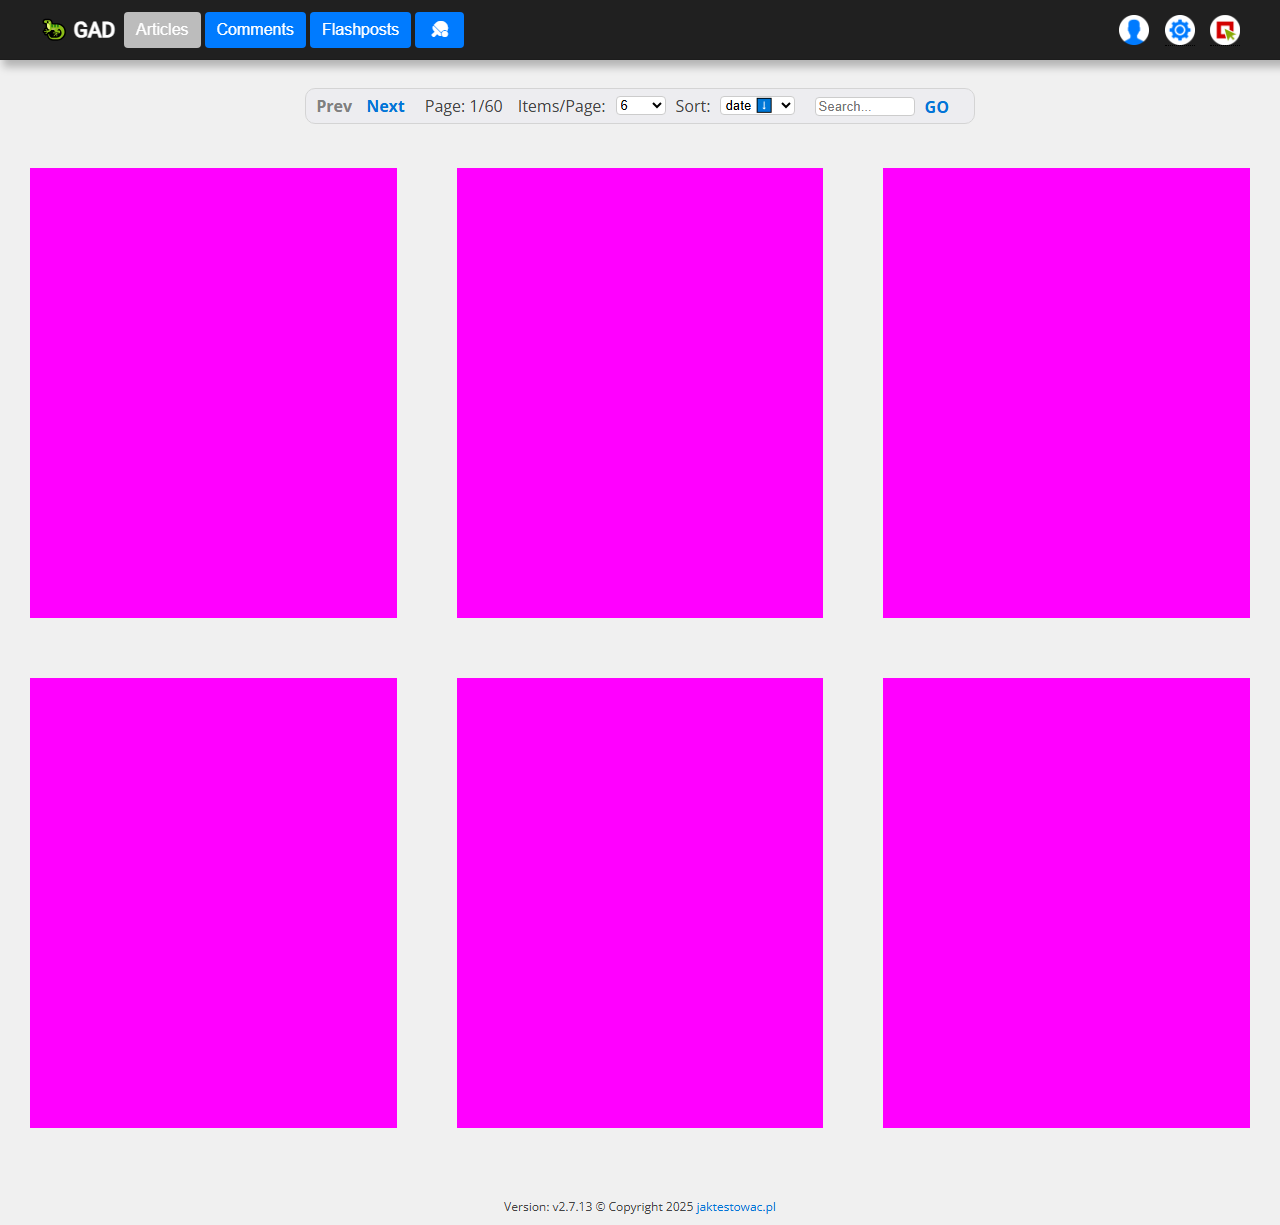 GAD Articles Comments Flashposts
Prev Next Page: 1/60 Items/Page: 6 Sort: date Search... GO
Version: v2.7.13 © Copyright 2025 jaktestowac.pl